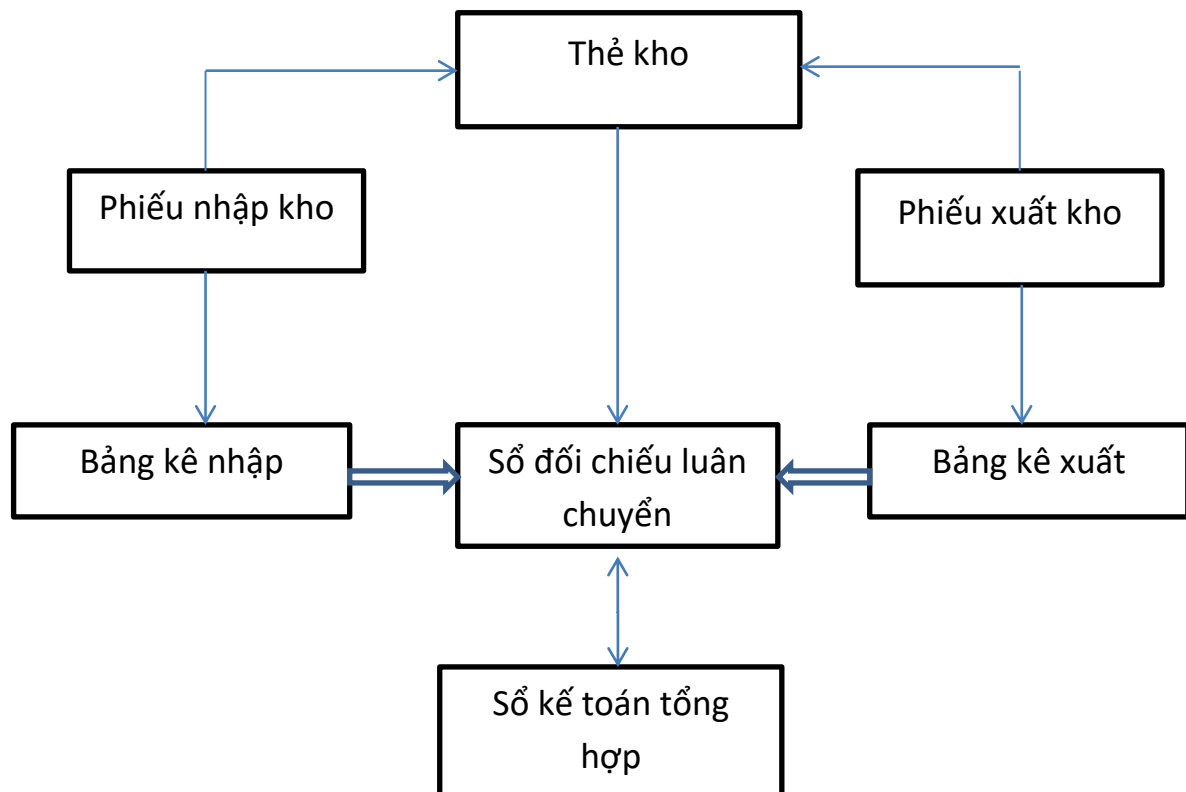 Thẻ kho
Phiếu nhập kho
Phiếu xuất kho
Bảng kê nhập
Sổ đối chiếu luân
chuyển
Bảng kê xuất
Sổ kế toán tổng
hợp